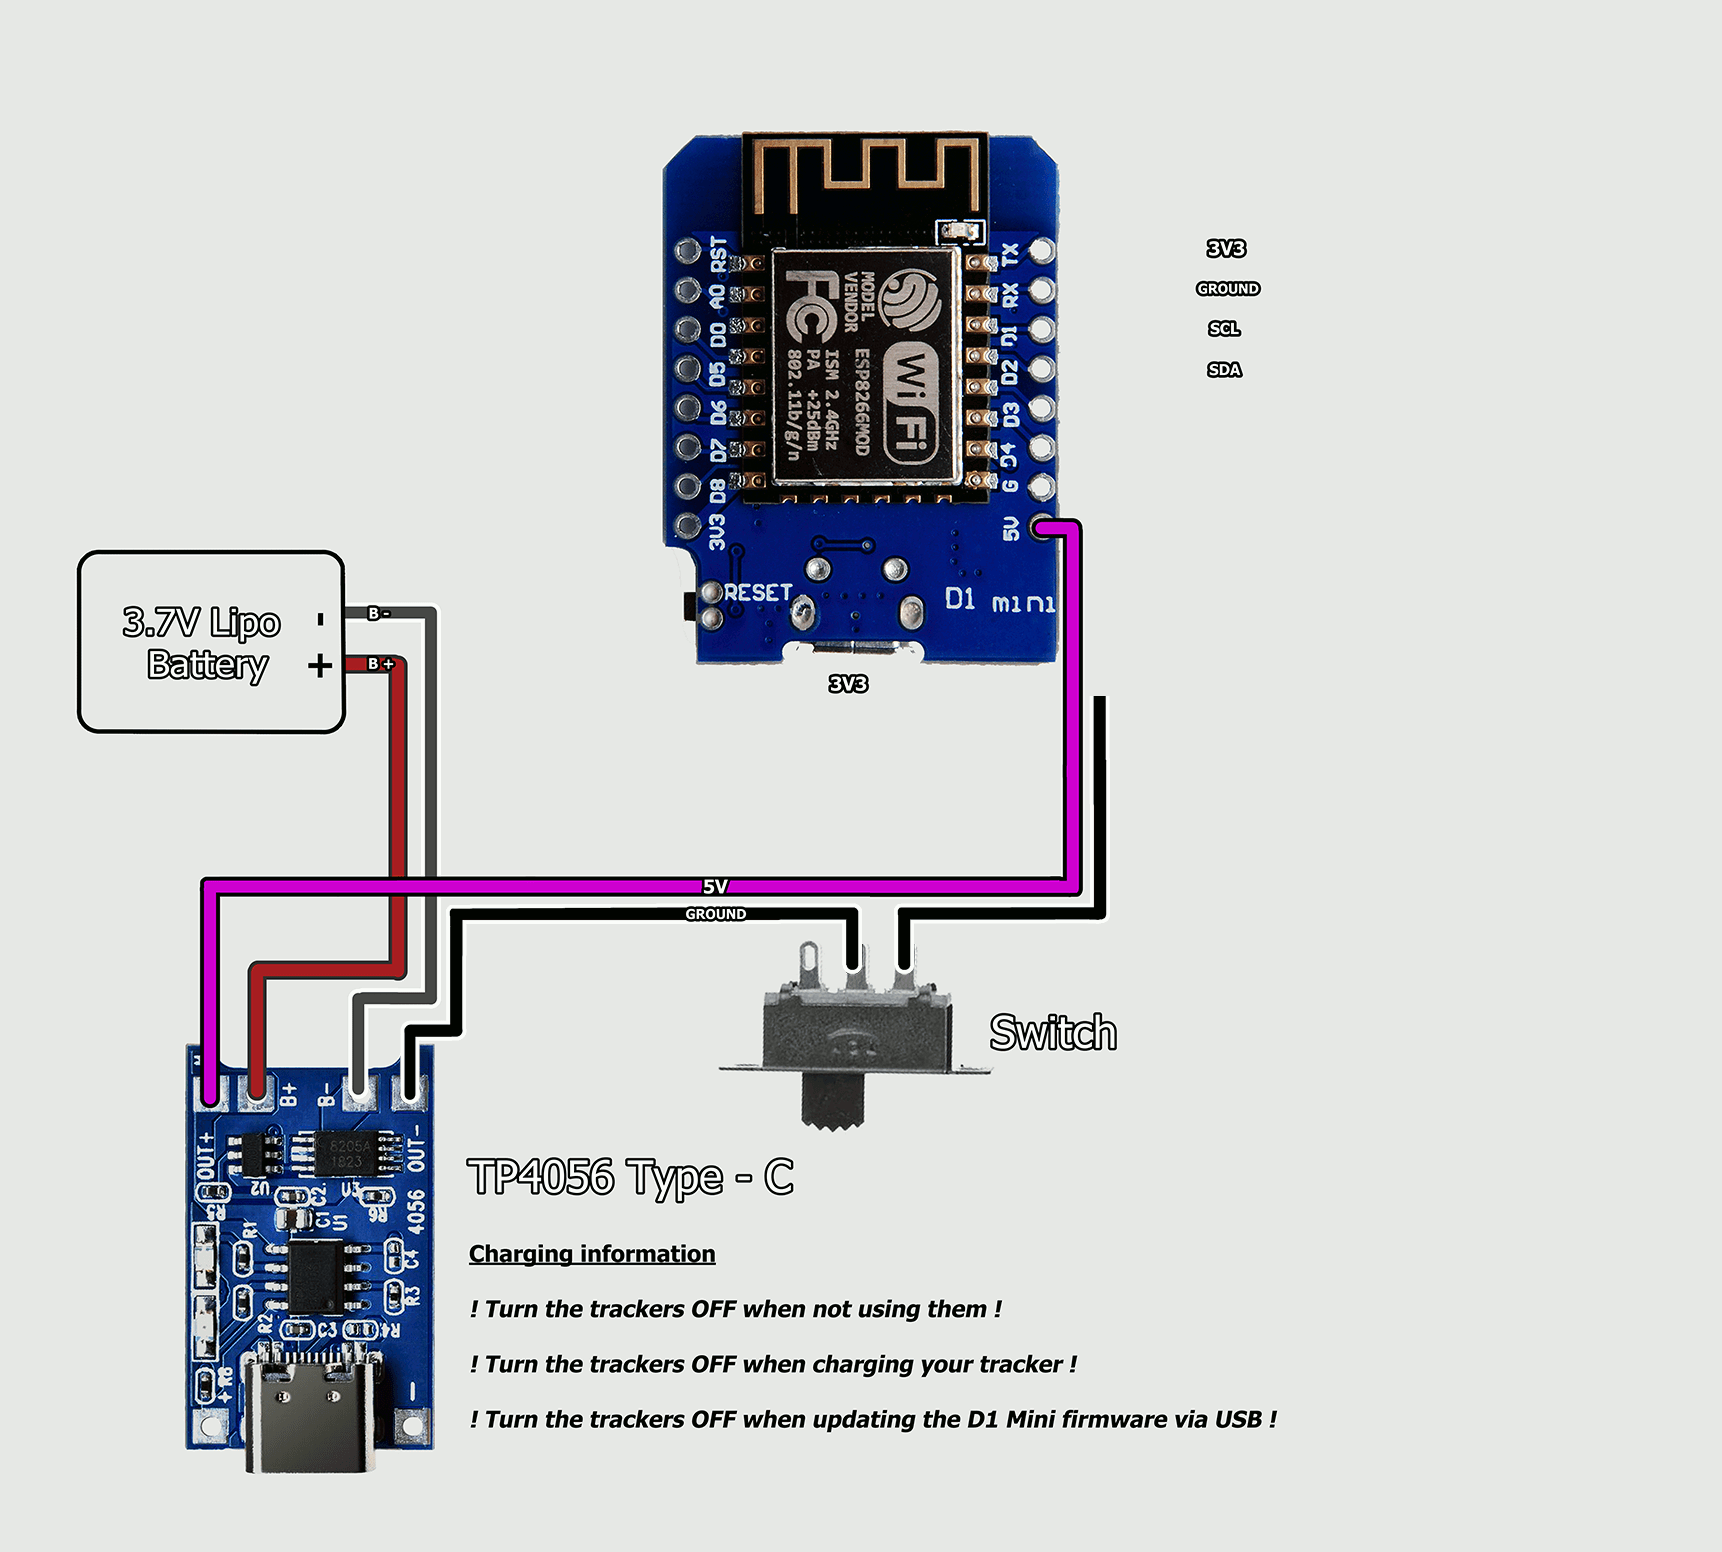 RST
A0
D0
D5
D6
D7
D8
3V3
MODEL
VENDOR
FC
ISM 2.4GHz
PA +25dBm
802.11b/g/n
ESP8266MOD
WiFi
TX
RX
D1
D2
D3
D4
G
5V
RESET
D1 mini
3V3
3V3
GROUND
SCL
SDA
3.7V Lipo
Battery
-
+
B-
B+
5V
GROUND
Switch
B+
B-
OUT+
OUT-
8205A
1823
U2
U3
C2
R5
R6
C1
U1
4056
R1
C4
R3
R2
C3
R4
+
R8
-
TP4056 Type - C
Charging information
! Turn the trackers OFF when not using them !
! Turn the trackers OFF when charging your tracker !
! Turn the trackers OFF when updating the D1 Mini firmware via USB !